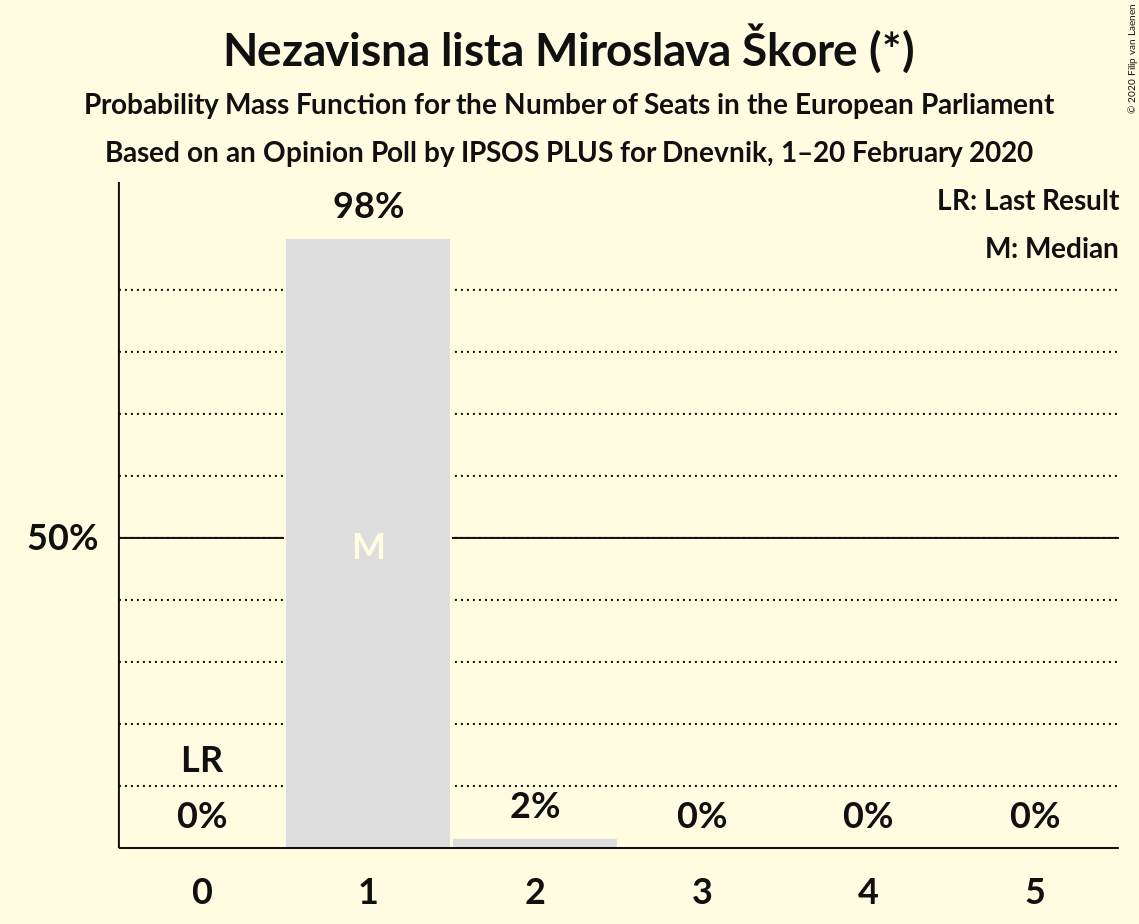 Nezavisna lista Miroslava Škore (*)
Probability Mass Function for the Number of Seats in the European Parliament
Based on an Opinion Poll by IPSOS PLUS for Dnevnik, 1–20 February 2020
© 2020 Filip van Laenen
LR: Last Result
M: Median
98%
50%
M
LR
0%
2%
0%
0%
0%
0
1
2
3
4
5